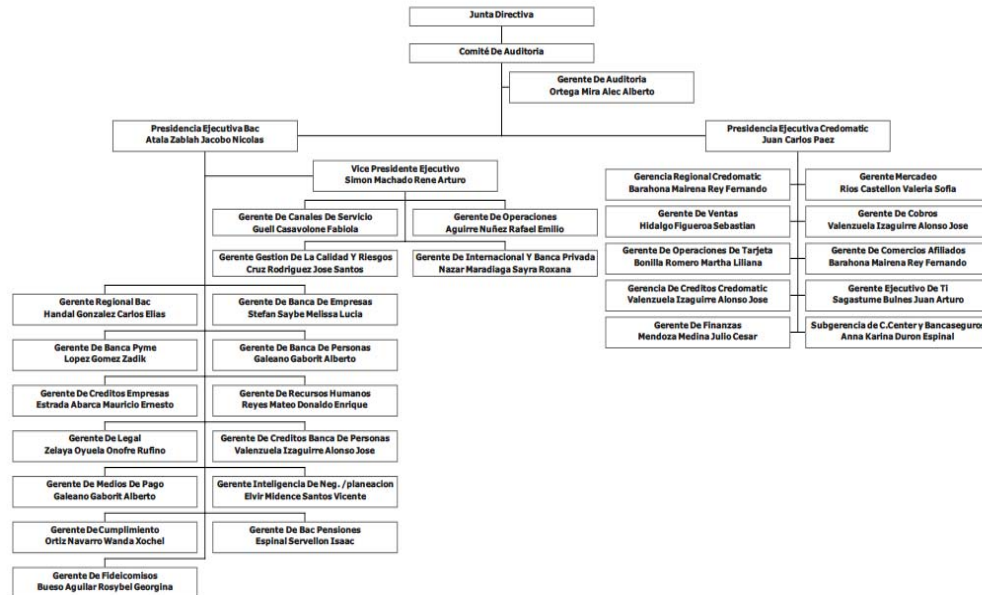 Junta Directiva
Comité De Auditoria
Gerente De Auditoria
Ortega Mira Alec Alberto
Presidencia Ejecutiva Bac
Atala Zablah Jacobo Nicolas
Presidencia Ejecutiva Credomatic
Juan Carlos Paez
Vice Presidente Ejecutivo
Simon Machado Rene Arturo
Gerente De Canales De Servicio
Guell Casavolone Fabiola
Gerente De Operaciones
Aguirre Nuñez Rafael Emilio
Gerente Gestion De La Calidad Y Riesgos
Cruz Rodriguez Jose Santos
Gerente De Internacional Y Banca Privada
Nazar Maradiaga Sayra Roxana
Gerente Regional Bac
Handal Gonzalez Carlos Elias
Gerente De Banca De Empresas
Stefan Saybe Melissa Lucia
Gerente De Banca Pyme
Lopez Gomez Zadik
Gerente De Banca De Personas
Galeano Gaborit Alberto
Gerente De Creditos Empresas
Estrada Abarca Mauricio Ernesto
Gerente De Recursos Humanos
Reyes Mateo Donaldo Enrique
Gerente De Legal
Zelaya Oyuela Onofre Rufino
Gerente De Creditos Banca De Personas
Valenzuela Izaguirre Alonso Jose
Gerente De Medios De Pago
Galeano Gaborit Alberto
Gerente Inteligencia De Neg. /planeacion
Elvir Midence Santos Vicente
Gerente De Cumplimiento
Ortiz Navarro Wanda Xochel
Gerente De Bac Pensiones
Espinal Servellon Isaac
Gerente De Fideicomisos
Bueso Aguilar Rosybel Georgina
Gerencia Regional Credomatic
Barahona Mairena Rey Fernando
Gerente Mercadeo
Rios Castellon Valeria Sofia
Gerente De Ventas
Hidalgo Figueroa Sebastian
Gerente De Cobros
Valenzuela Izaguirre Alonso Jose
Gerente De Operaciones De Tarjeta
Bonilla Romero Martha Liliana
Gerente De Comercios Afiliados
Barahona Mairena Rey Fernando
Gerencia De Creditos Credomatic
Valenzuela Izaguirre Alonso Jose
Gerente Ejecutivo De Ti
Sagastume Bulnes Juan Arturo
Gerente De Finanzas
Mendoza Medina Julio Cesar
Subgerencia de C.Center y Bancaseguros
Anna Karina Duron Espinal